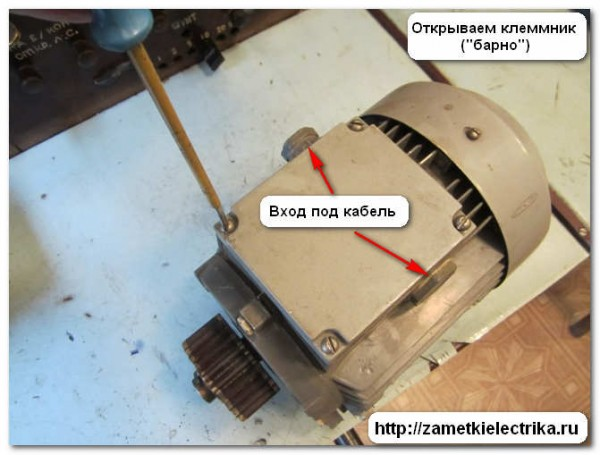 Открываем клеммник
("барно")
Вход под кабель
http://zametkielectrika.ru